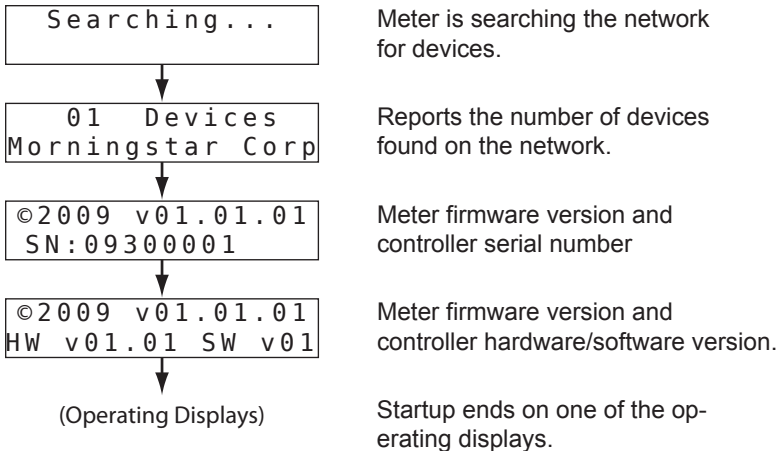 Searching...
Meter is searching the network
for devices.
01 Devices
Morningstar Corp
Reports the number of devices
found on the network.
©2009 v01.01.01
SN:09300001
Meter firmware version and
controller serial number
©2009 v01.01.01
HW v01.01 SW v01
Meter firmware version and
controller hardware/software version.
(Operating Displays)
Startup ends on one of the op-
erating displays.